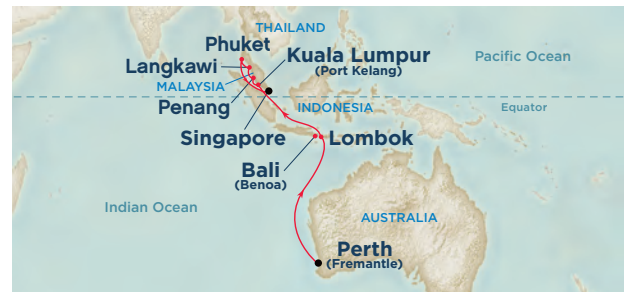 THAILAND
Phuket
Kuala Lumpur
(Port Kelang)
Pacific Ocean
Langkawi
MALAYSIA
Penang
INDONESIA
Equator
Singapore
Lombok
Bali
(Benoa)
Indian Ocean
AUSTRALIA
Perth
(Fremantle)